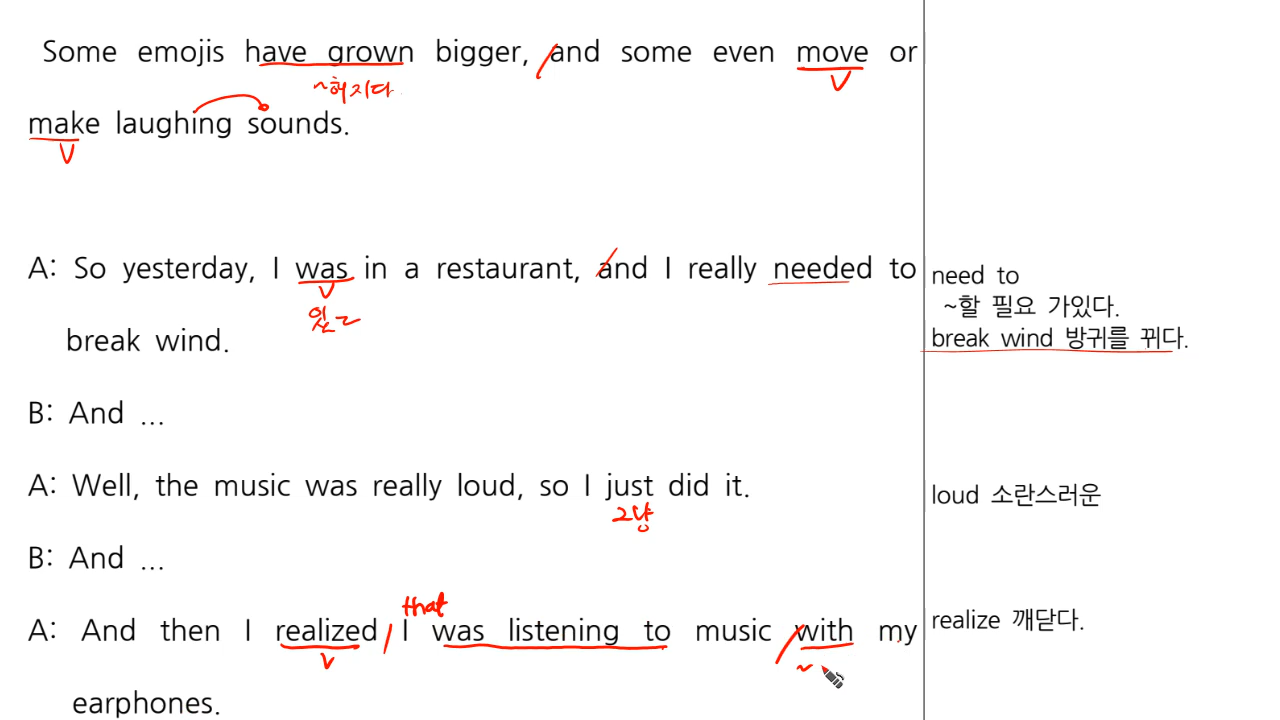 Some emojis have grown bigger, and some even move or
~해지다
V
make laughing sounds.
V
A: So yesterday, I was in a restaurant, and I really needed to
V
need to
~할 필요 가있다.
break wind.
break wind 방귀를 뀌다.
B: And ...
A: Well, the music was really loud, so I just did it.
그냥
loud 소란스러운
B: And ...
that
A: And then I realized I was listening to music with my
V
~
realize 깨닫다.
earphones.